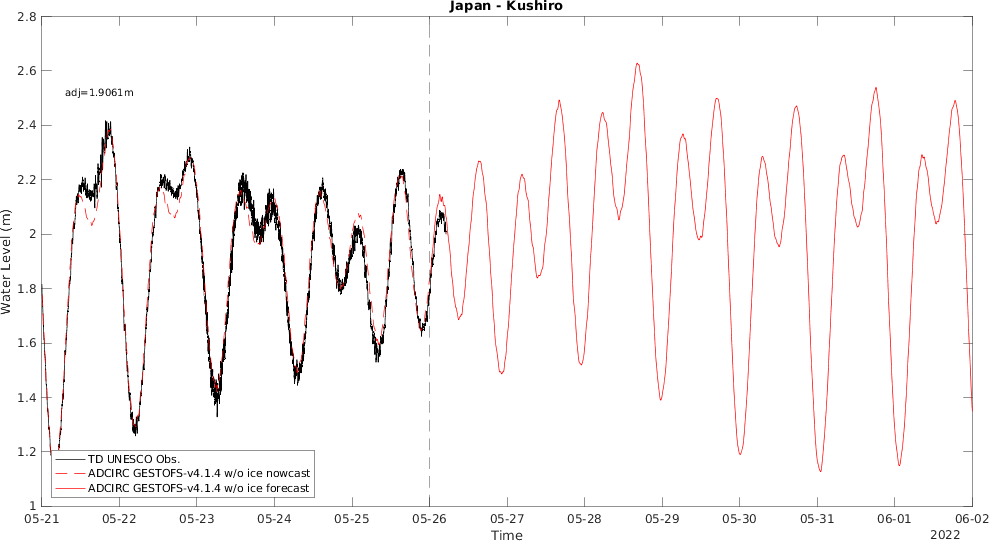 Japan - Kushiro
2.8
2.6
2.4
2.2
2
1.8
1.6
1.4
1.2
1
Water Level (m)
adj=1.9061m
TD UNESCO Obs.
ADCIRC GESTOFS-v4.1.4 w/o ice nowcast
ADCIRC GESTOFS-v4.1.4 w/o ice forecast
05-21 05-22 05-23 05-24 05-25 05-26 05-27 05-28 05-29 05-30 05-31 06-01 06-02
Time
2022